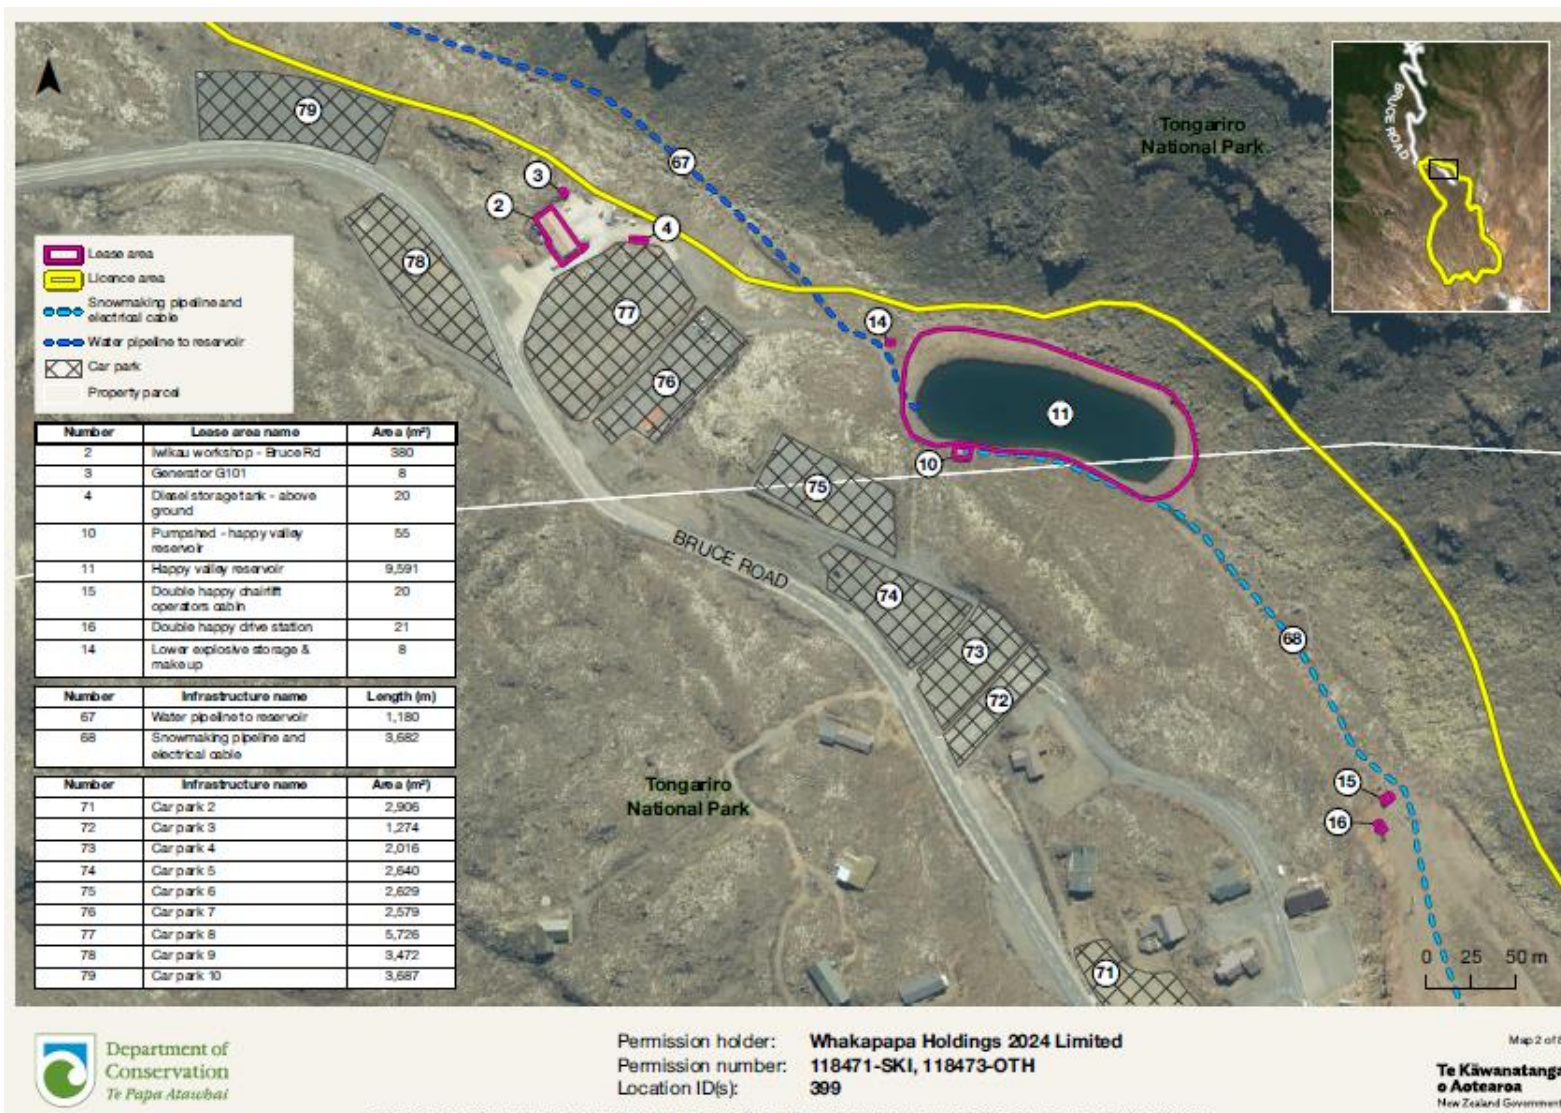 79
67
3
2
4
78
77
76
14
11
10
75
74
73
72
68
15
16
71
Tongariro
National Park
BRUCE ROAD
Lease area
Licence area
Snowmaking pipeline and
electrical cable
Water pipeline to reservoir
Car park
Property parcel
Number Lease area name Area (m²)
2 Iwikau workshop - Bruce Rd 380
3 Generator G101 8
4 Diesel storage tank - above
ground 20
10 Pumpshed - happy valley
reservoir 55
11 Happy valley reservoir 9,591
15 Double happy chairlift
operators cabin 20
16 Double happy drive station 21
14 Lower explosive storage &
makeup 8
Number Infrastructure name Length (m)
67 Water pipeline to reservoir 1,180
68 Snowmaking pipeline and
electrical cable 3,682
Number Infrastructure name Area (m²)
71 Car park 2 2,906
72 Car park 3 1,274
73 Car park 4 2,016
74 Car park 5 2,640
75 Car park 6 2,629
76 Car park 7 2,579
77 Car park 8 5,726
78 Car park 9 3,472
79 Car park 10 3,687
BRUCE ROAD
Tongariro
National Park
0 25 50 m
Department of
Conservation
Te Papa Atawhai
Permission holder: Whakapapa Holdings 2024 Limited
Permission number: 118471-SKI, 118473-OTH
Location ID(s): 399
Map 2 of 8
Te Kāwanatanga
o Aotearoa
New Zealand Government